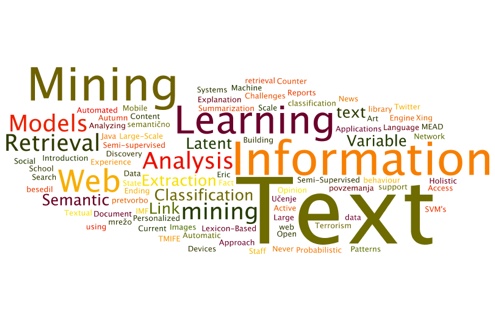 retrieval Counter
Mining
Systems Machine
Explanation Challenges Reports
Automated Mobile Summarization Scale classification News
Models Autumn Content Learning text library Twitter
Analyzing semantično Art Engine Xing
Retrieval Java Large-Scale Latent Building Applications Language MEAD
Semi-supervised Variable Network
Social Introduction Discovery Analysis Information
School Experience
Search Web Data Extraction Eric Semi-Supervised behaviour Holistic
besedil State Fast Opinion povzemanja support Access
pretvorbo Ending Classification Text
Semantic IMF Link mining Učenje
Textual Document Personalized Active data SVM's
mrežo Large Terrorism
using Current Images Lexicon-Based web
TMIFE Automatic Open
Approach Never Probabilistic Patterns
Devices Staff